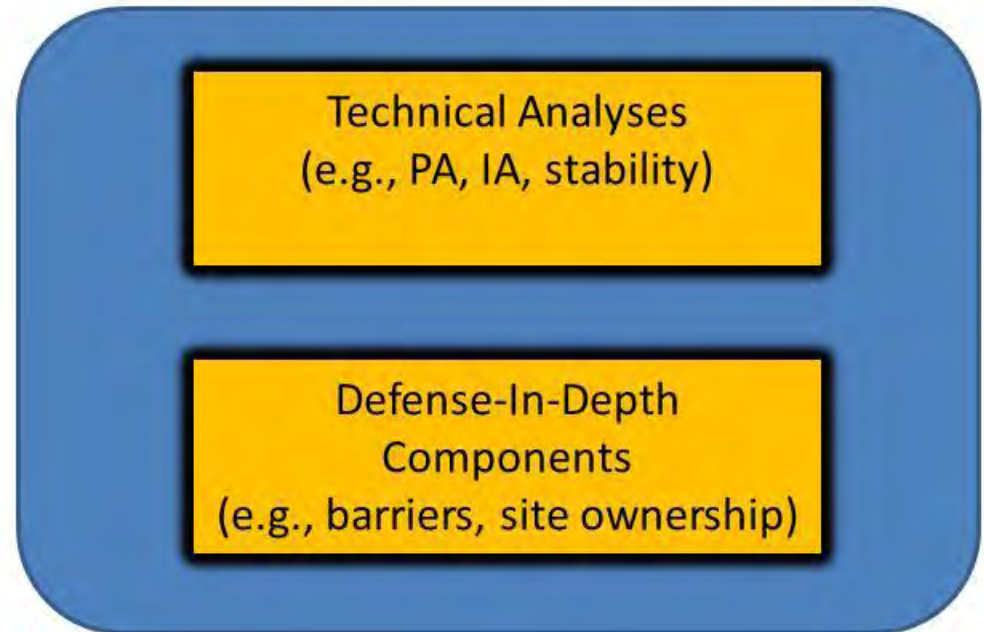 Technical Analyses
(e.g., PA, IA, stability)
Defense-In-Depth
Components
(e.g., barriers, site ownership)